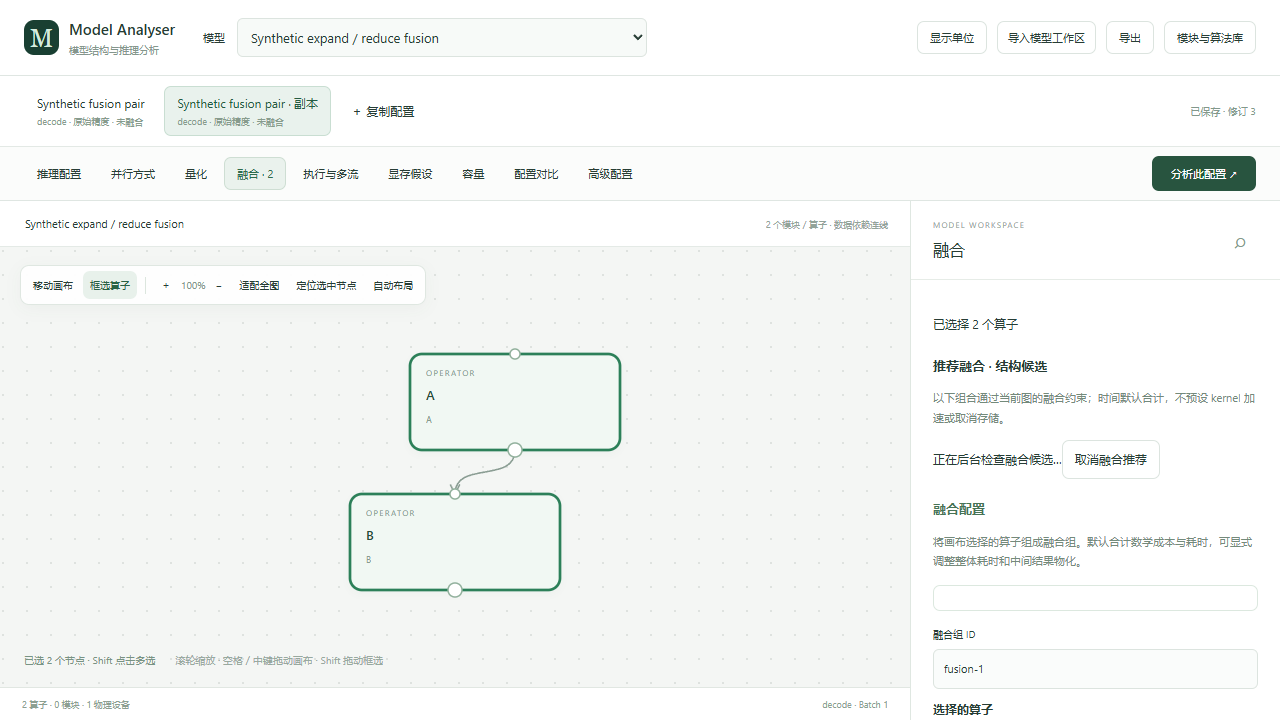 M
Model Analyser
模型结构与推理分析
模型
Synthetic expand / reduce fusion
显示单位
导入模型工作区
导出
模块与算法库
Synthetic fusion pair
decode · 原始精度 · 未融合
Synthetic fusion pair · 副本
decode · 原始精度 · 未融合
+ 复制配置
已保存 · 修订 3
推理配置
并行方式
量化
融合 · 2
执行与多流
显存假设
容量
配置对比
高级配置
分析此配置 ↗
Synthetic expand / reduce fusion
2 个模块 / 算子 · 数据依赖连线
移动画布
框选算子
+
100%
−
适配全图
定位选中节点
自动布局
OPERATOR
A
A
OPERATOR
B
B
已选 2 个节点 · Shift 点击多选
滚轮缩放 · 空格 / 中键拖动画布 · Shift 拖动框选
2 算子 · 0 模块 · 1 物理设备
decode · Batch 1
MODEL WORKSPACE
融合
⌕
已选择 2 个算子
推荐融合 · 结构候选
以下组合通过当前图的融合约束；时间默认合计，不预设 kernel 加
速或取消存储。
正在后台检查融合候选...
取消融合推荐
融合配置
将画布选择的算子组成融合组。默认合计数学成本与耗时，可显式
调整整体耗时和中间结果物化。
融合组 ID
fusion-1
选择的算子